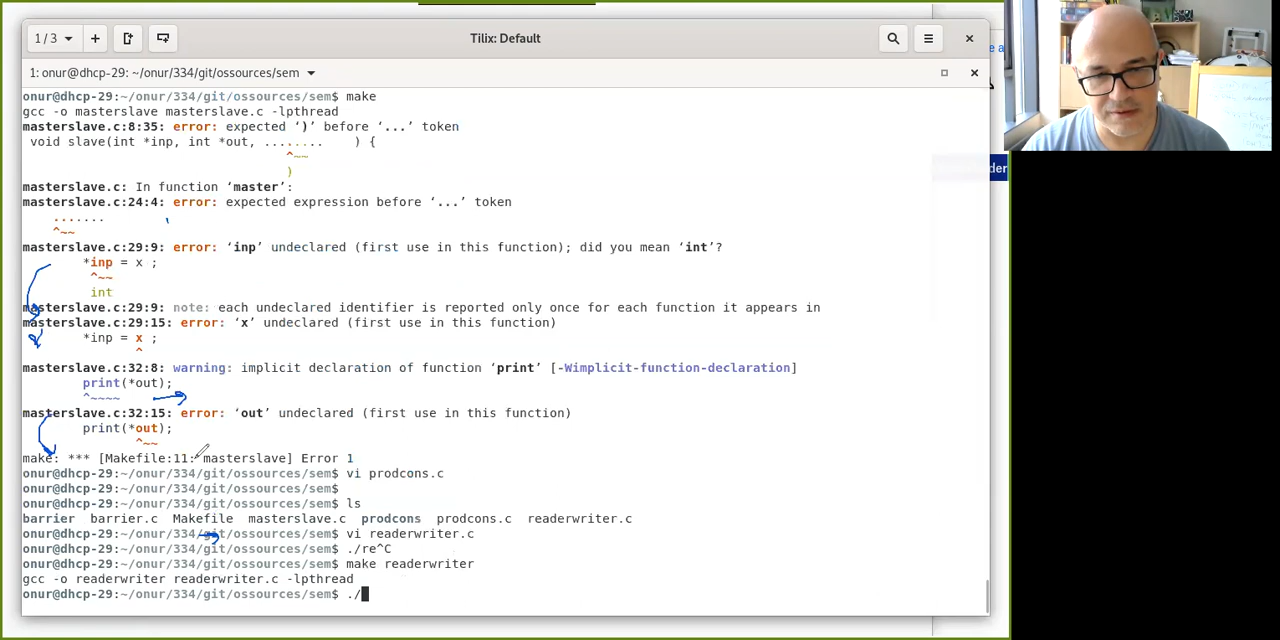 1 / 3
Tilix: Default
1: onur@dhcp-29: ~/onur/334/git/ossources/sem
onur@dhcp-29:~/onur/334/git/ossources/sem$ make
gcc -o masterslave masterslave.c -lpthread
masterslave.c:8:35: error: expected ‘)’ before ‘...’ token
void slave(int *inp, int *out, ........    ) {
^~~
)
masterslave.c: In function ‘master’:
masterslave.c:24:4: error: expected expression before ‘...’ token
.......
^~~
masterslave.c:29:9: error: ‘inp’ undeclared (first use in this function); did you mean ‘int’?
*inp = x ;
^~~
int
masterslave.c:29:9: note: each undeclared identifier is reported only once for each function it appears in
masterslave.c:29:15: error: ‘x’ undeclared (first use in this function)
*inp = x ;
^
masterslave.c:32:8: warning: implicit declaration of function ‘print’ [-Wimplicit-function-declaration]
print(*out);
^~~~~
masterslave.c:32:15: error: ‘out’ undeclared (first use in this function)
print(*out);
^~~
make: *** [Makefile:11: masterslave] Error 1
onur@dhcp-29:~/onur/334/git/ossources/sem$ vi prodcons.c
onur@dhcp-29:~/onur/334/git/ossources/sem$
onur@dhcp-29:~/onur/334/git/ossources/sem$ ls
barrier  barrier.c  Makefile  masterslave.c  prodcons  prodcons.c  readerwriter.c
onur@dhcp-29:~/onur/334/git/ossources/sem$ vi readerwriter.c
onur@dhcp-29:~/onur/334/git/ossources/sem$ ./re^C
onur@dhcp-29:~/onur/334/git/ossources/sem$ make readerwriter
gcc -o readerwriter readerwriter.c -lpthread
onur@dhcp-29:~/onur/334/git/ossources/sem$ ./